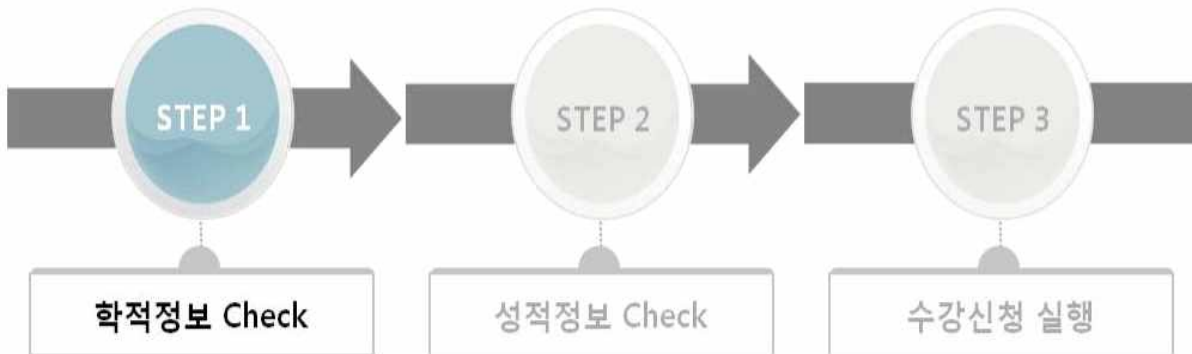 STEP 1
STEP 2
STEP 3
학적정보 Check
성적정보 Check
수강신청 실행